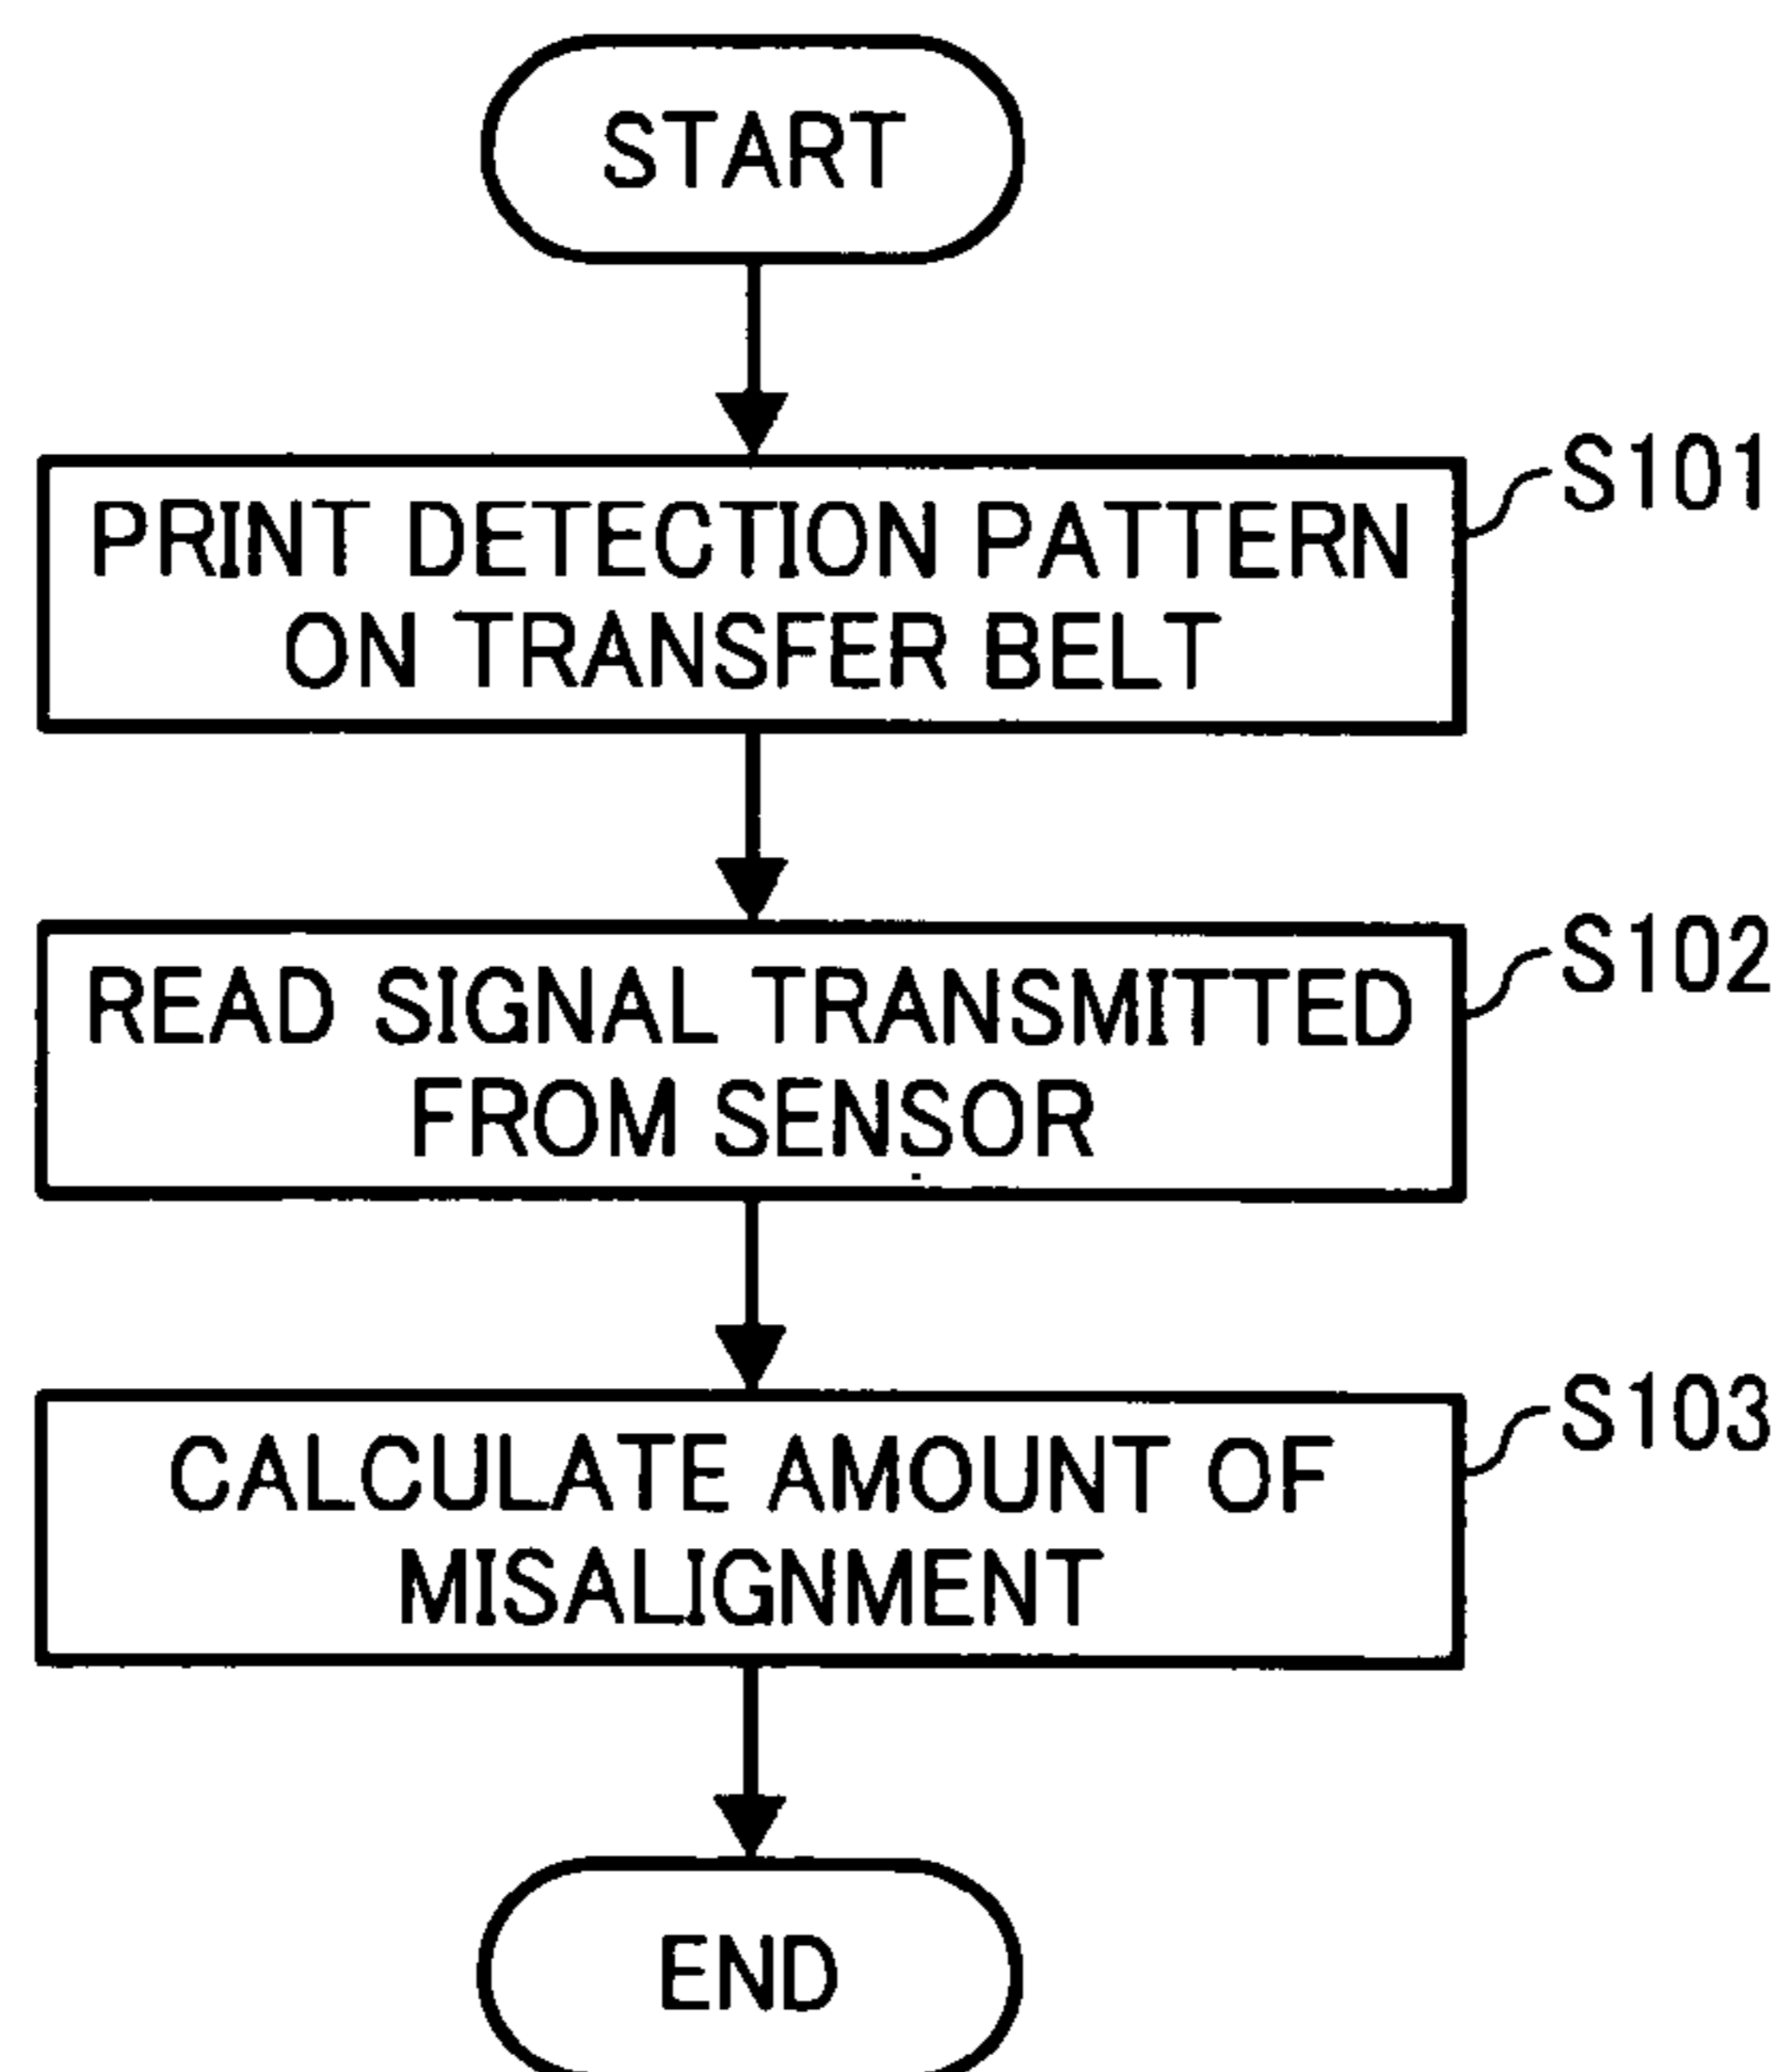 START
S101
PRINT DETECTION PATTERN
ON TRANSFER BELT
S102
READ SIGNAL TRANSMITTED
FROM SENSOR
S103
CALCULATE AMOUNT OF
MISALIGNMENT
END